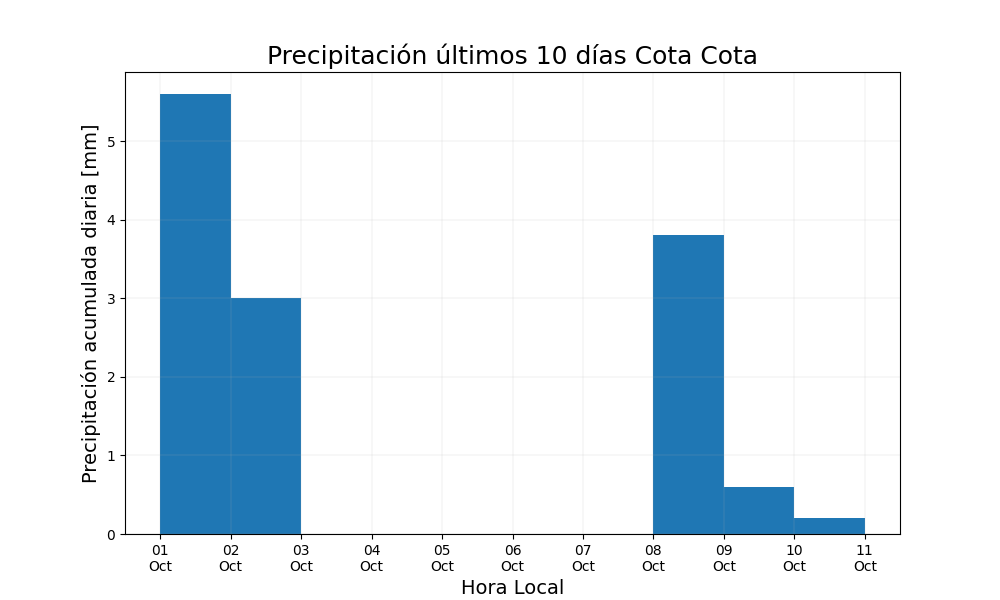 Precipitación últimos 10 días Cota Cota
Precipitación acumulada diaria [mm]
5
4
3
2
1
0
01 02 03 04 05 06 07 08 09 10 11
Oct Oct Oct Oct Oct Oct Oct Oct Oct Oct Oct
Hora Local